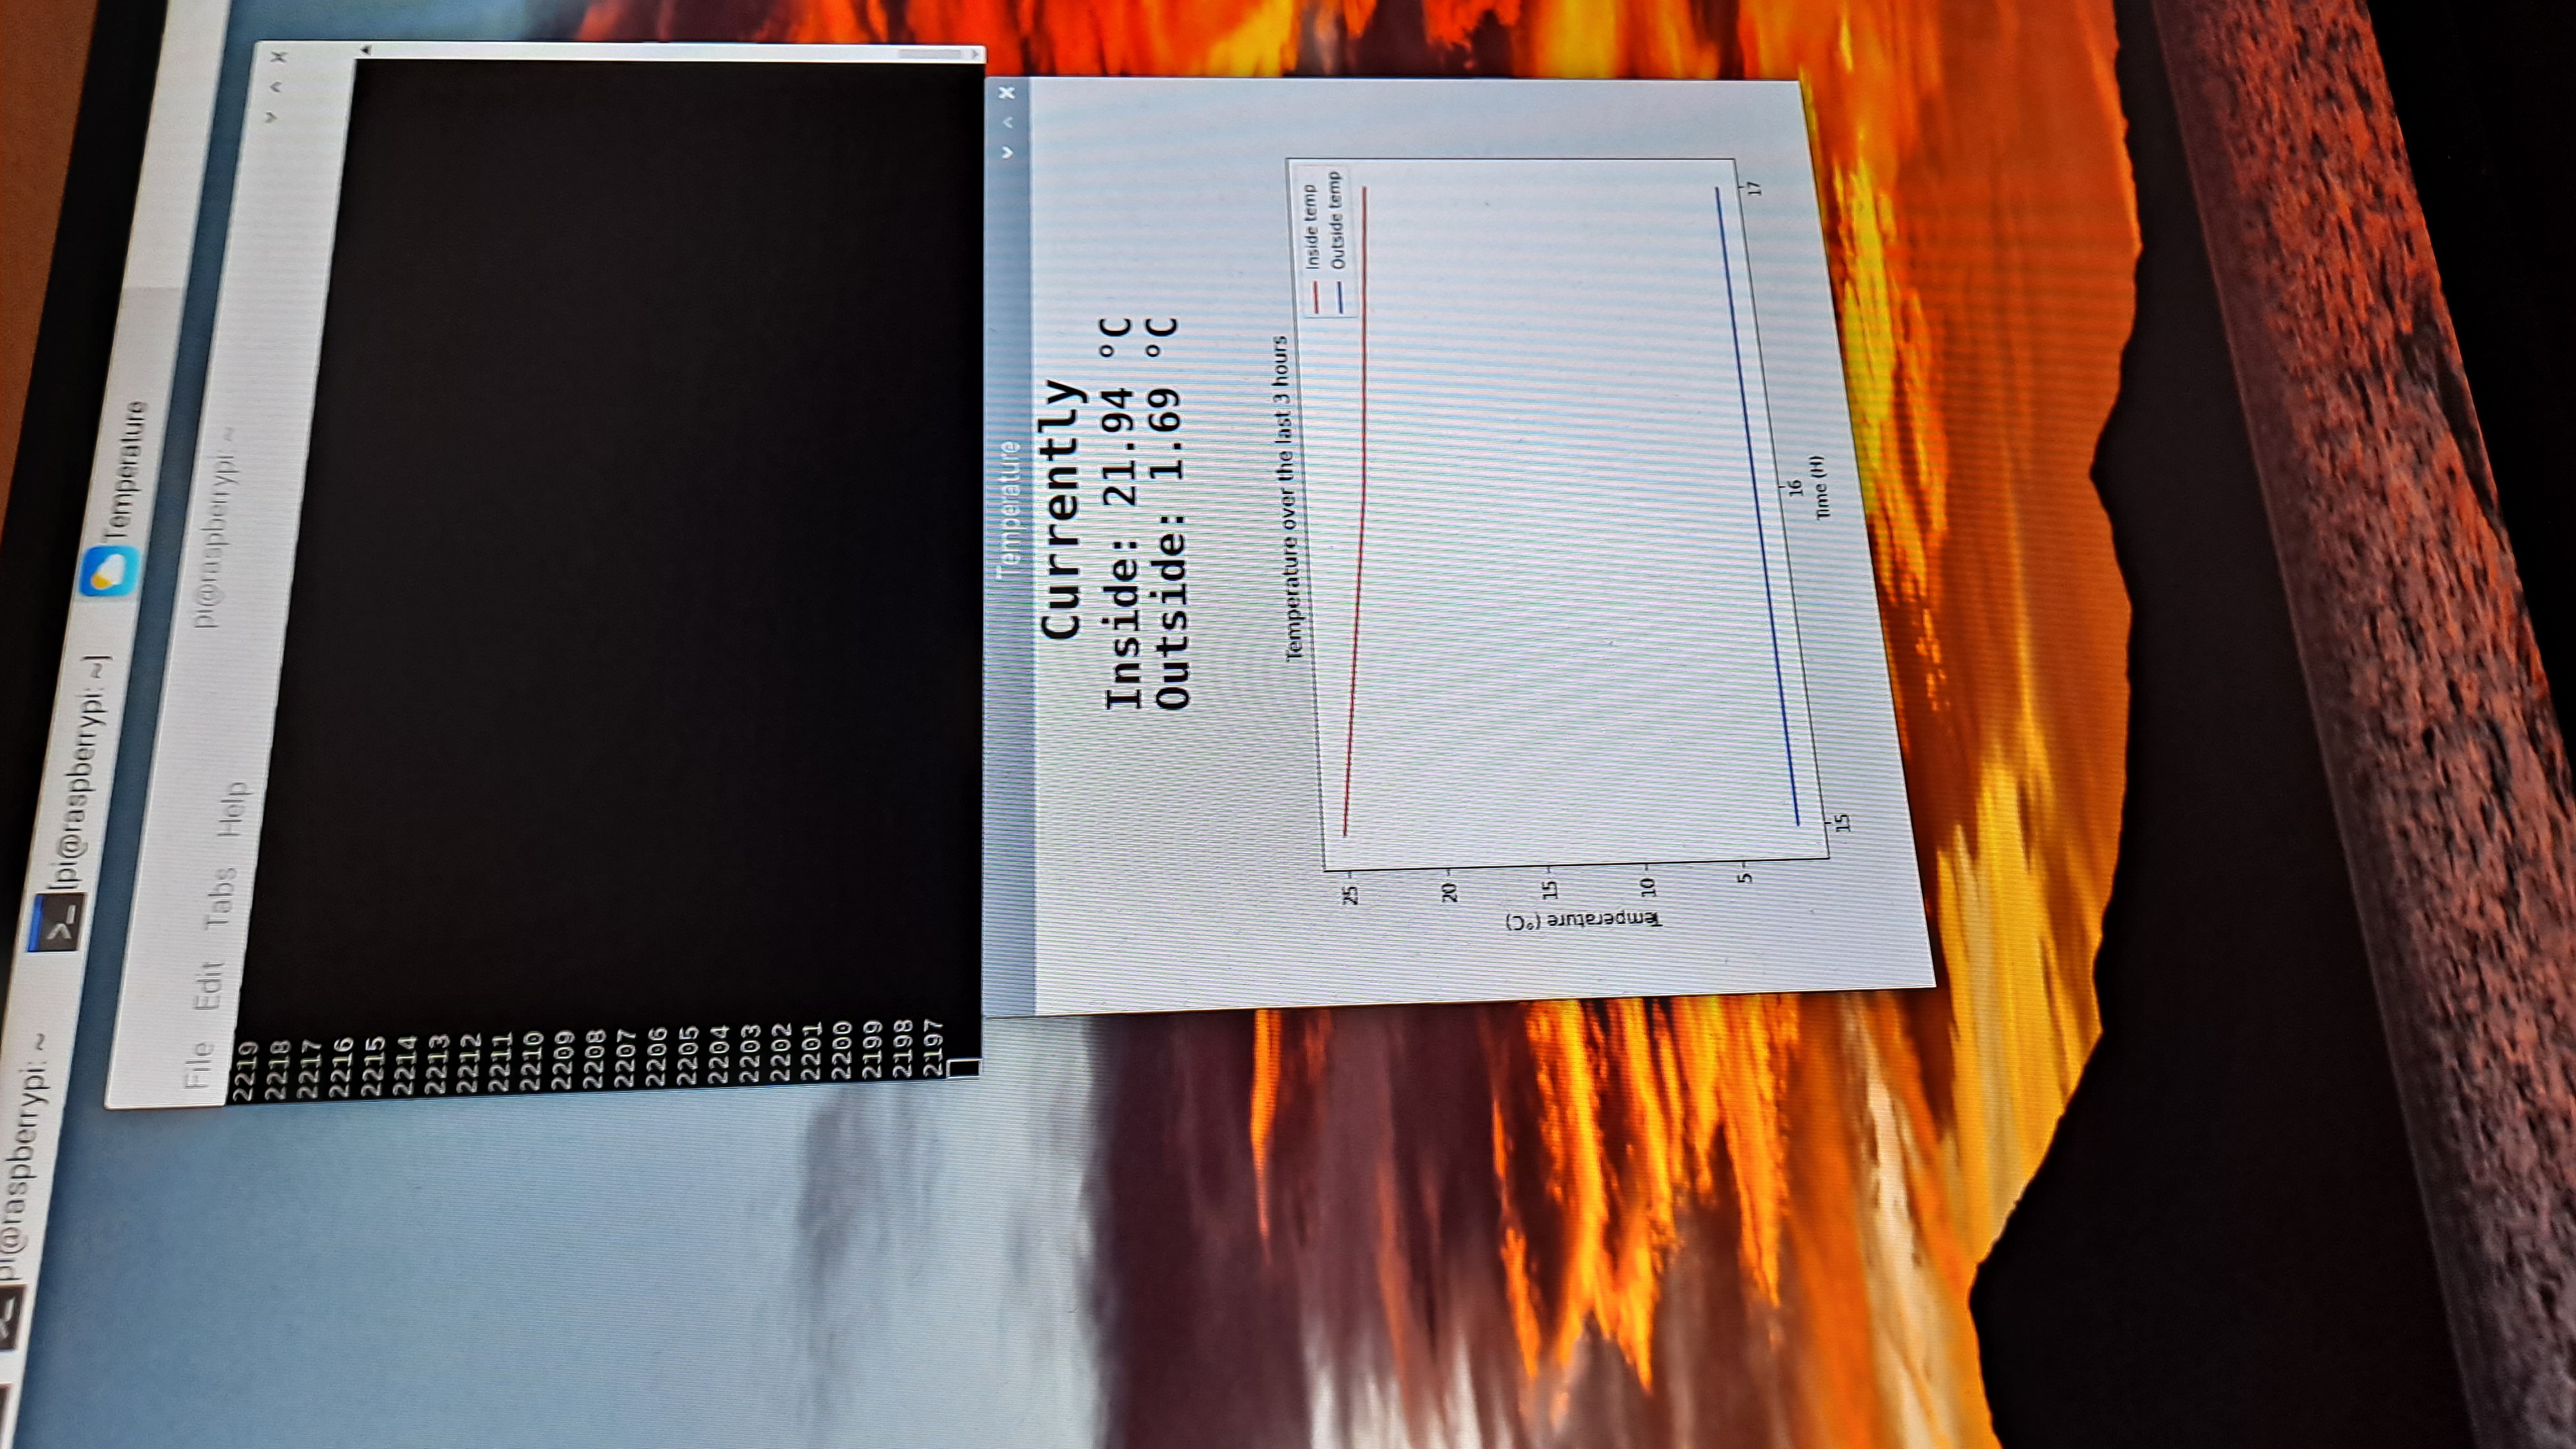 pi@raspberrypi: ~
[pi@raspberrypi: ~]
Temperature
pi@raspberrypi: ~
File Edit Tabs Help
2219
2218
2217
2216
2215
2214
2213
2212
2211
2210
2209
2208
2207
2206
2205
2204
2203
2202
2201
2200
2199
2198
2197
Temperature
Currently
Inside: 21.94 °C
Outside: 1.69 °C
Temperature over the last 3 hours
Inside temp
Outside temp
25
20
15
10
5
Temperature (°C)
15
16
17
Time (H)